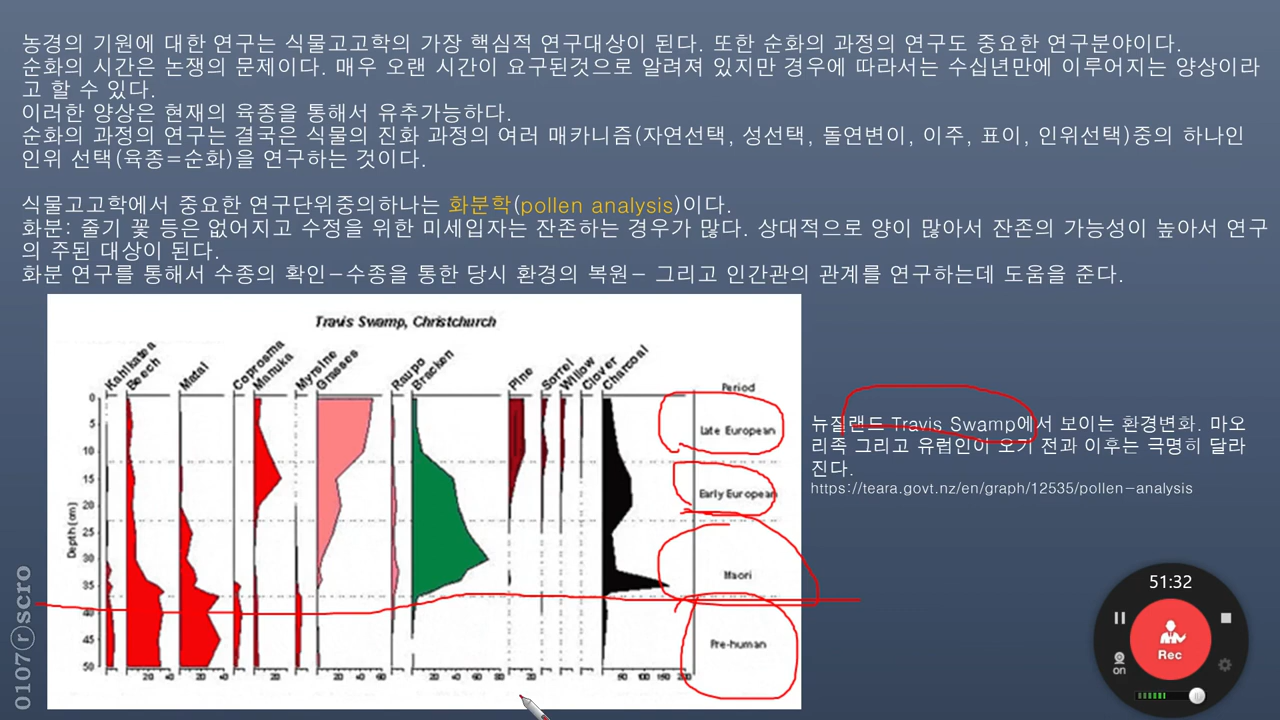 농경의 기원에 대한 연구는 식물고고학의 가장 핵심적 연구대상이 된다. 또한 순화의 과정의 연구도 중요한 연구분야이다.
순화의 시간은 논쟁의 문제이다. 매우 오랜 시간이 요구된것으로 알려져 있지만 경우에 따라서는 수십년만에 이루어지는 양상이라
고 할 수 있다.
이러한 양상은 현재의 육종을 통해서 유추가능하다.
순화의 과정의 연구는 결국은 식물의 진화 과정의 여러 매카니즘(자연선택, 성선택, 돌연변이, 이주, 표이, 인위선택)중의 하나인
인위 선택(육종=순화)을 연구하는 것이다.
식물고고학에서 중요한 연구단위중의하나는 화분학(pollen analysis)이다.
화분: 줄기 꽃 등은 없어지고 수정을 위한 미세입자는 잔존하는 경우가 많다. 상대적으로 양이 많아서 잔존의 가능성이 높아서 연구
의 주된 대상이 된다.
화분 연구를 통해서 수종의 확인-수종을 통한 당시 환경의 복원- 그리고 인간관의 관계를 연구하는데 도움을 준다.
Travis Swamp, Christchurch
Kahikatea
Beech
Matai
Coprosma
Manuka
Myrsine
Grasses
Raupo
Bracken
Pine
Sorrel
Willow
Clover
Charcoal
Period
Late European
Early European
Maori
Pre-human
Depth (cm)
0
5
10
15
20
25
30
35
40
45
50
뉴질랜드 Travis Swamp에서 보이는 환경변화. 마오
리족 그리고 유럽인이 오기 전과 이후는 극명히 달라
진다.
https://teara.govt.nz/en/graph/12535/pollen-analysis
0107ⓡscro
51:32
Rec
on